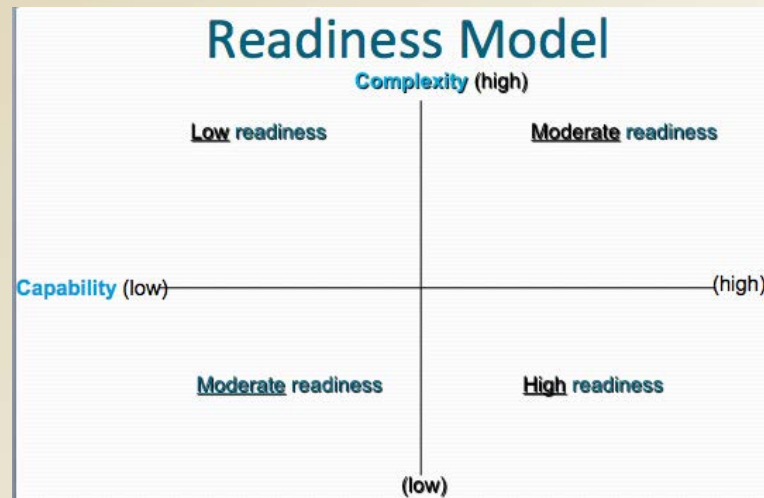 Readiness Model
Complexity (high)
Low readiness
Moderate readiness
Capability (low)
(high)
Moderate readiness
High readiness
(low)